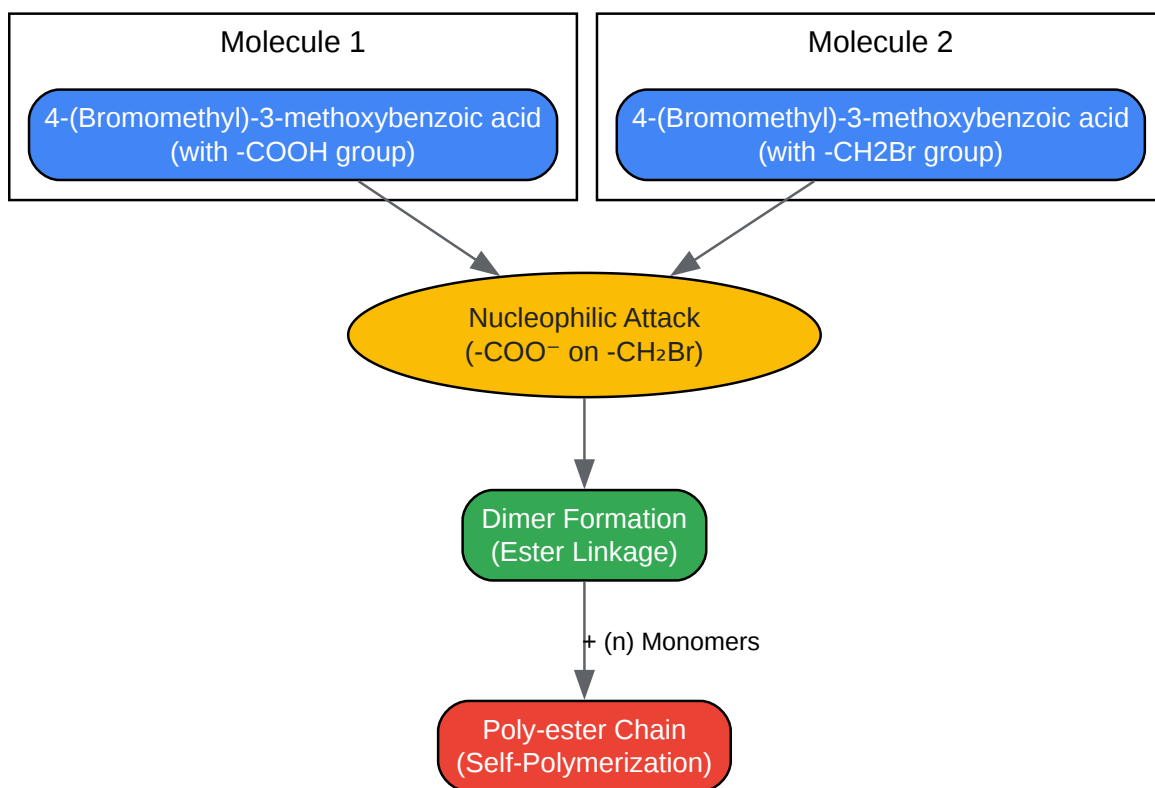 Molecule 1
Molecule 2
4-(Bromomethyl)-3-methoxybenzoic acid
(with -COOH group)
4-(Bromomethyl)-3-methoxybenzoic acid
(with -CH2Br group)
Nucleophilic Attack
(-COO⁻ on -CH₂Br)
Dimer Formation
(Ester Linkage)
+ (n) Monomers
Poly-ester Chain
(Self-Polymerization)